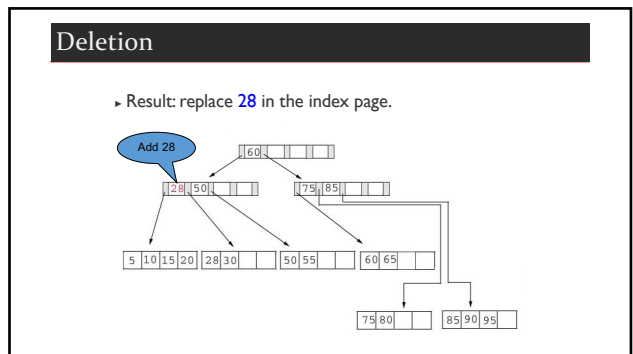 Deletion
▸ Result: replace 28 in the index page.
Add 28
60
28 50
75 85
5 10 15 20
28 30
50 55
60 65
75 80
85 90 95